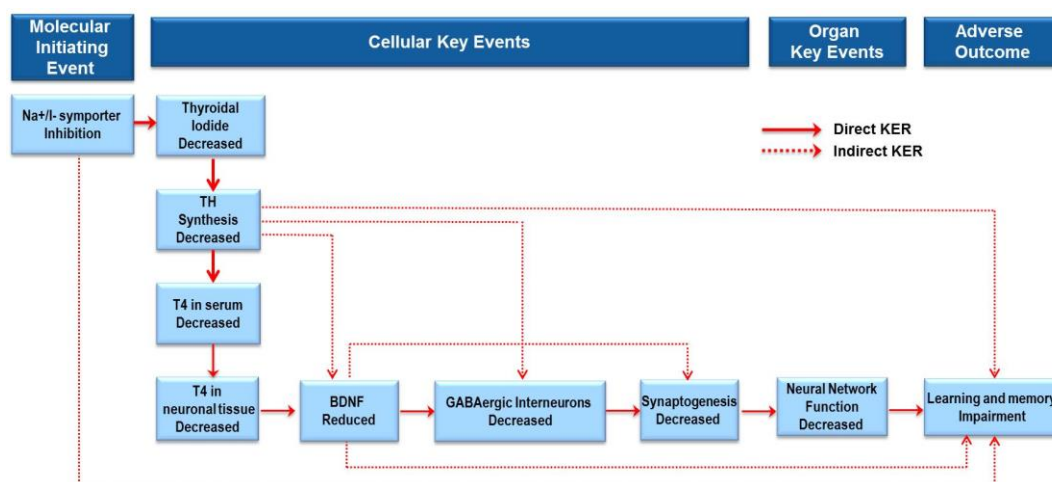 Molecular
Initiating
Event
Cellular Key Events
Organ
Key Events
Adverse
Outcome
Na+/I- symporter
Inhibition
Thyroidal
Iodide
Decreased
Direct KER
Indirect KER
TH
Synthesis
Decreased
T4 in serum
Decreased
T4 in
neuronal tissue
Decreased
BDNF
Reduced
GABAergic Interneurons
Decreased
Synaptogenesis
Decreased
Neural Network
Function
Decreased
Learning and memory
Impairment